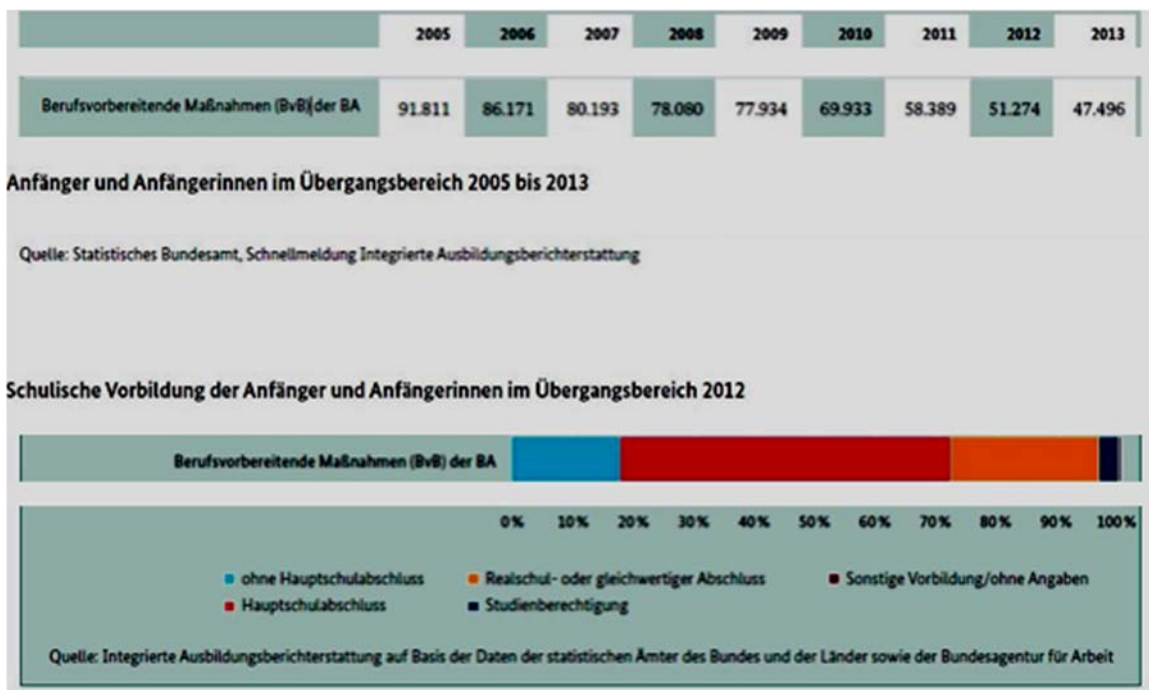 2005 2006 2007 2008 2009 2010 2011 2012 2013
Berufsvorbereitende Maßnahmen (BvB) der BA 91.811 86.171 80.193 78.080 77.934 69.933 58.389 51.274 47.496
Anfänger und Anfängerinnen im Übergangsbereich 2005 bis 2013
Quelle: Statistisches Bundesamt, Schnellmeldung Integrierte Ausbildungsberichterstattung
Schulische Vorbildung der Anfänger und Anfängerinnen im Übergangsbereich 2012
Berufsvorbereitende Maßnahmen (BvB) der BA
0% 10% 20% 30% 40% 50% 60% 70% 80% 90% 100%
ohne Hauptschulabschluss Realschul- oder gleichwertiger Abschluss Sonstige Vorbildung/ohne Angaben
Hauptschulabschluss Studienberechtigung
Quelle: Integrierte Ausbildungsberichterstattung auf Basis der Daten der statistischen Ämter des Bundes und der Länder sowie der Bundesagentur für Arbeit